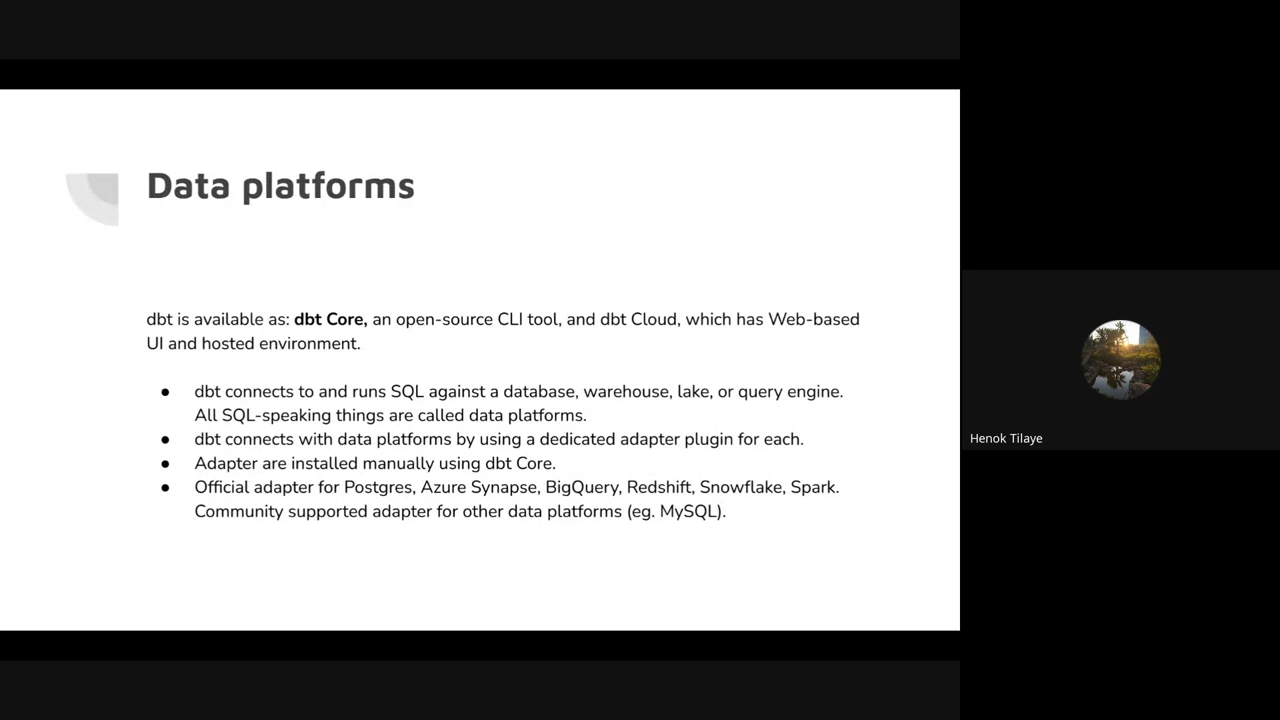 Data platforms
dbt is available as: dbt Core, an open-source CLI tool, and dbt Cloud, which has Web-based
UI and hosted environment.
● dbt connects to and runs SQL against a database, warehouse, lake, or query engine.
All SQL-speaking things are called data platforms.
● dbt connects with data platforms by using a dedicated adapter plugin for each.
● Adapter are installed manually using dbt Core.
● Official adapter for Postgres, Azure Synapse, BigQuery, Redshift, Snowflake, Spark.
Community supported adapter for other data platforms (eg. MySQL).
Henok Tilaye